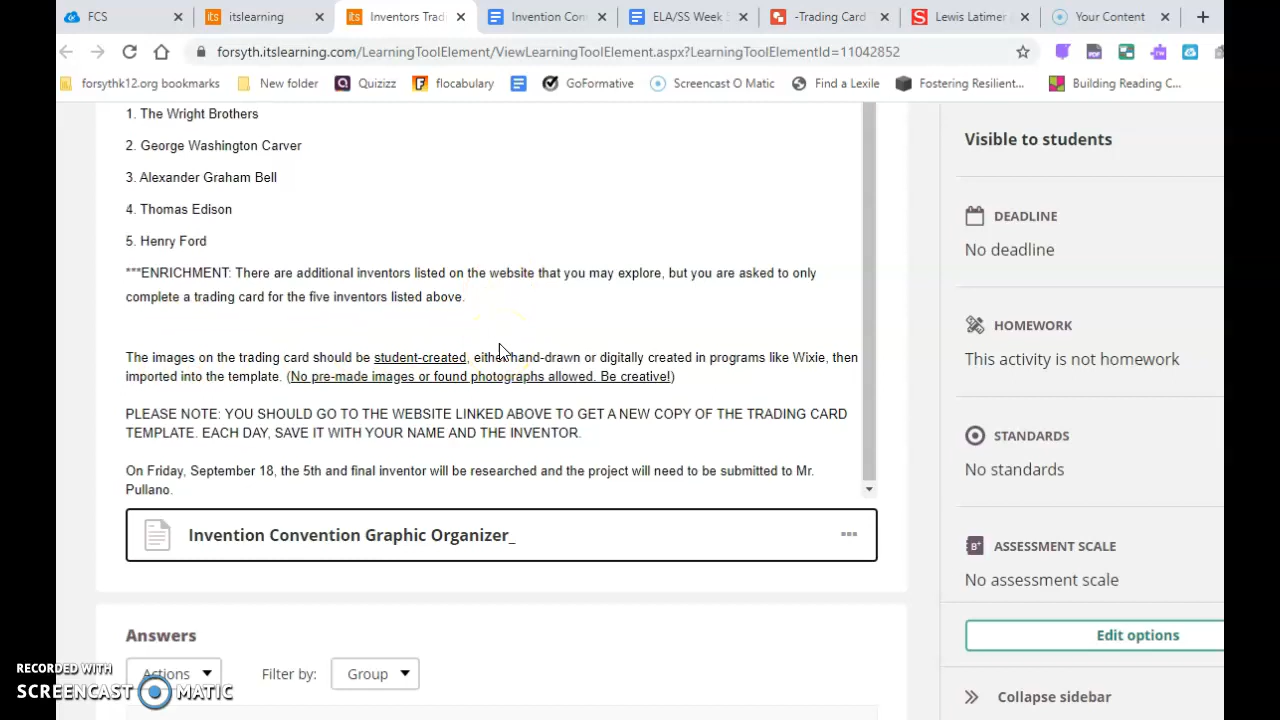 FCS
itslearning
Inventors Trad
Invention Con
ELA/SS Week
-Trading Card
Lewis Latimer
Your Content
forsyth.itslearning.com/LearningToolElement/ViewLearningToolElement.aspx?LearningToolElementId=11042852
forsythk12.org bookmarks New folder Quizizz flocabulary GoFormative Screencast O Matic Find a Lexile Fostering Resilient... Building Reading C...
1. The Wright Brothers
2. George Washington Carver
3. Alexander Graham Bell
4. Thomas Edison
5. Henry Ford
***ENRICHMENT: There are additional inventors listed on the website that you may explore, but you are asked to only
complete a trading card for the five inventors listed above.
The images on the trading card should be student-created, either hand-drawn or digitally created in programs like Wixie, then
imported into the template. (No pre-made images or found photographs allowed. Be creative!)
PLEASE NOTE: YOU SHOULD GO TO THE WEBSITE LINKED ABOVE TO GET A NEW COPY OF THE TRADING CARD
TEMPLATE. EACH DAY, SAVE IT WITH YOUR NAME AND THE INVENTOR.
On Friday, September 18, the 5th and final inventor will be researched and the project will need to be submitted to Mr.
Pullano.
Invention Convention Graphic Organizer_
Answers
Actions
Filter by:
Group
Visible to students
DEADLINE
No deadline
HOMEWORK
This activity is not homework
STANDARDS
No standards
ASSESSMENT SCALE
No assessment scale
Edit options
Collapse sidebar
RECORDED WITH
SCREENCAST MATIC